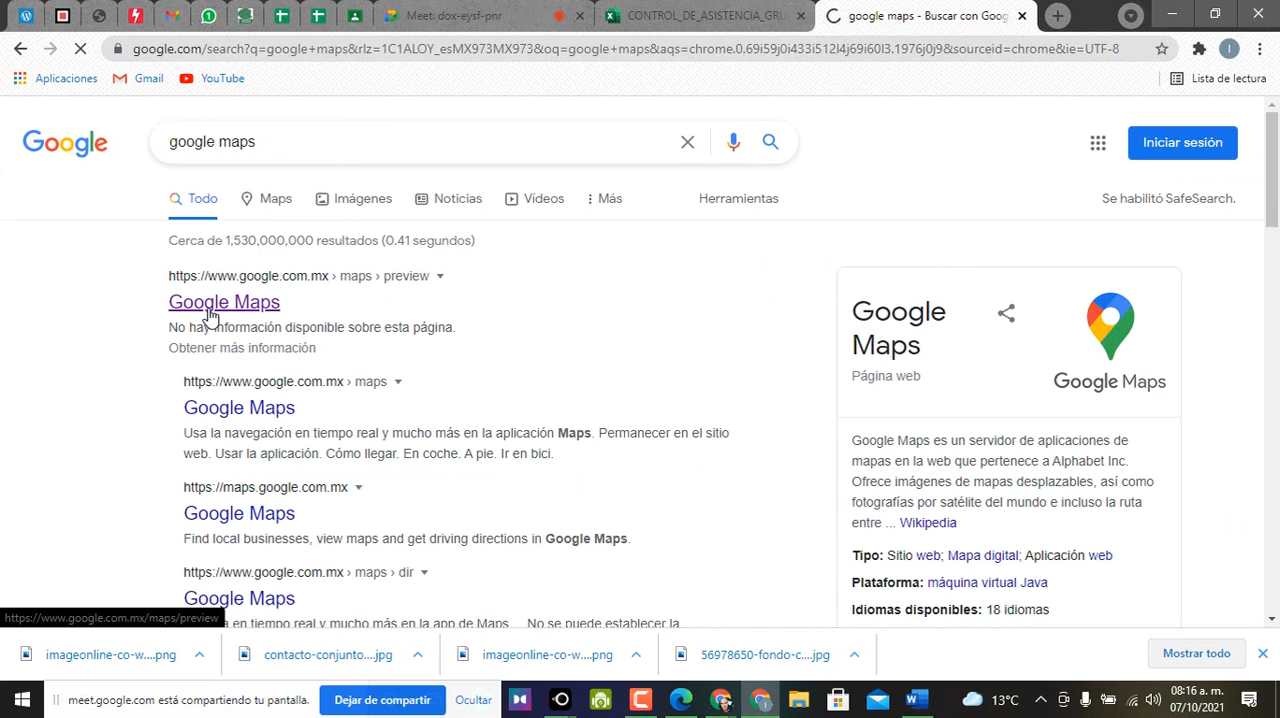 Meet: dox-eysf-pnr
CONTROL_DE_ASISTENCIA_GRU
google maps - Buscar con Goog
google.com/search?q=google+maps&rlz=1C1ALOY_esMX973MX973&oq=google+maps&aqs=chrome.0.69i59j0i433i512l4j69i60l3.1976j0j9&sourceid=chrome&ie=UTF-8
Aplicaciones
Gmail
YouTube
Lista de lectura
Google
google maps
Iniciar sesión
Todo
Maps
Imágenes
Noticias
Videos
Más
Herramientas
Se habilitó SafeSearch.
Cerca de 1,530,000,000 resultados (0.41 segundos)
https://www.google.com.mx › maps › preview
Google Maps
No hay información disponible sobre esta página.
Obtener más información
https://www.google.com.mx › maps
Google Maps
Usa la navegación en tiempo real y mucho más en la aplicación Maps. Permanecer en el sitio
web. Usar la aplicación. Cómo llegar. En coche. A pie. Ir en bici.
https://maps.google.com.mx
Google Maps
Find local businesses, view maps and get driving directions in Google Maps.
https://www.google.com.mx › maps › dir
Google Maps
en tiempo real y mucho más en la app de Maps. No se puede establecer la
Google
Maps
Página web
Google Maps
Google Maps es un servidor de aplicaciones de
mapas en la web que pertenece a Alphabet Inc.
Ofrece imágenes de mapas desplazables, así como
fotografías por satélite del mundo e incluso la ruta
entre ... Wikipedia
Tipo: Sitio web; Mapa digital; Aplicación web
Plataforma: máquina virtual Java
Idiomas disponibles: 18 idiomas
https://www.google.com.mx/maps/preview
imageonline-co-w....png
contacto-conjunto....jpg
imageonline-co-w....png
56978650-fondo-c....jpg
Mostrar todo
meet.google.com está compartiendo tu pantalla.
Dejar de compartir
Ocultar
13°C
08:16 a. m.
07/10/2021